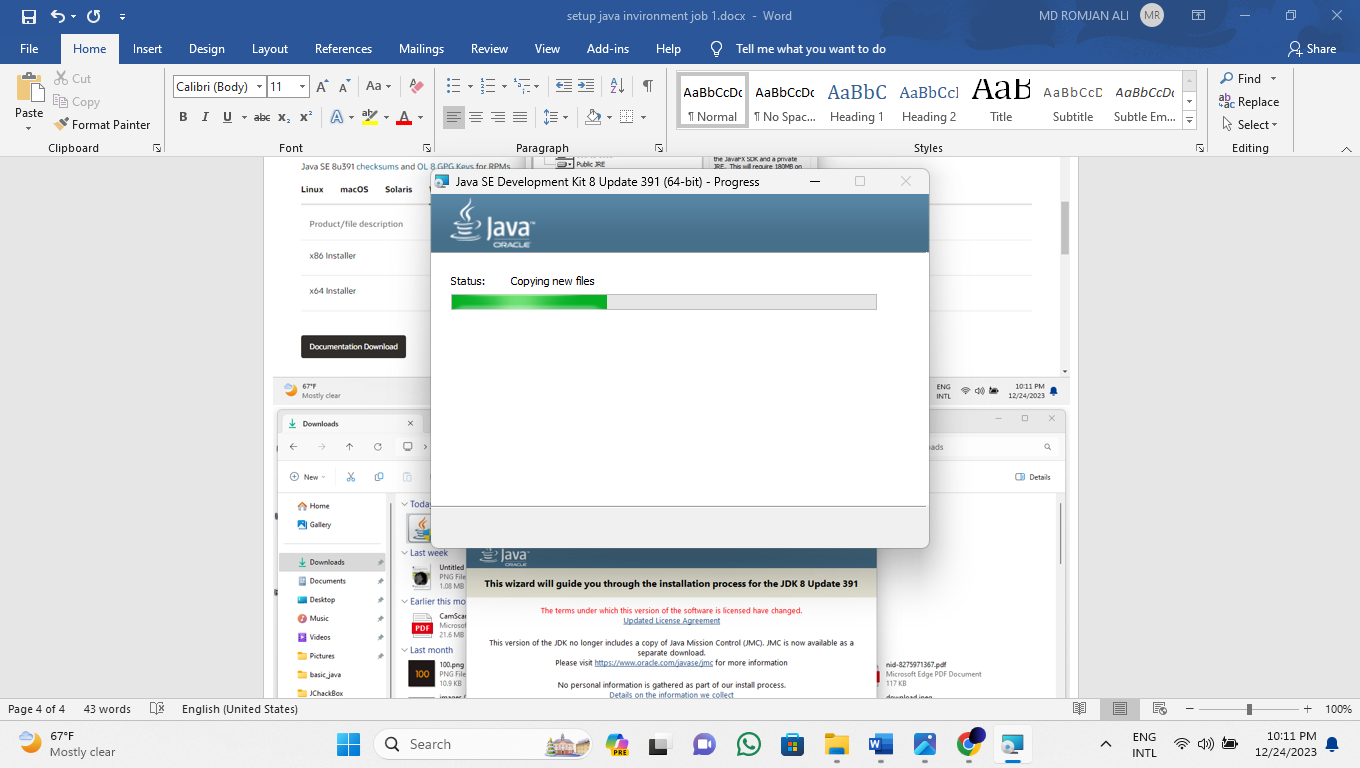 setup java invironment job 1.docx - Word
MD ROMJAN ALI MR
File Home Insert Design Layout References Mailings Review View Add-ins Help Tell me what you want to do Share
Paste
Cut
Copy
Format Painter
Clipboard
Calibri (Body) 11
B I U abc x₂ x²
Font
Paragraph
AaBbCcDc AaBbCcDc AaBbC AaBbCcI AaB AaBbCcD AaBbCcDc
¶ Normal ¶ No Spac... Heading 1 Heading 2 Title Subtitle Subtle Em...
Styles
Find
Replace
Select
Editing
Java SE 8u391 checksums and OL 8 GPG Keys for RPMs
Linux macOS Solaris
Product/file description
x86 Installer
x64 Installer
Documentation Download
Public JRE
the JavaFX SDK and a private
JRE. This will require 180MB on
Java SE Development Kit 8 Update 391 (64-bit) - Progress
Java™
ORACLE
Status: Copying new files
67°F
Mostly clear
ENG
INTL
10:11 PM
12/24/2023
Downloads
New
Details
Home
Gallery
Downloads
Documents
Desktop
Music
Videos
Pictures
basic_java
JChackBox
Last week
Untitled
PNG File
1.08 MB
Earlier this mo
CamScar
Microsof
21.6 MB
Last month
100.png
PNG File
10.9 KB
Java™
ORACLE
This wizard will guide you through the installation process for the JDK 8 Update 391
The terms under which this version of the software is licensed have changed.
Updated License Agreement
This version of the JDK no longer includes a copy of Java Mission Control (JMC). JMC is now available as a
separate download.
Please visit https://www.oracle.com/javase/jmc for more information
No personal information is gathered as part of our install process.
Details on the information we collect
nid-8275971367.pdf
Microsoft Edge PDF Document
117 KB
Page 4 of 4 43 words English (United States) 100%
67°F
Mostly clear
Search
PRE
ENG
INTL
10:11 PM
12/24/2023